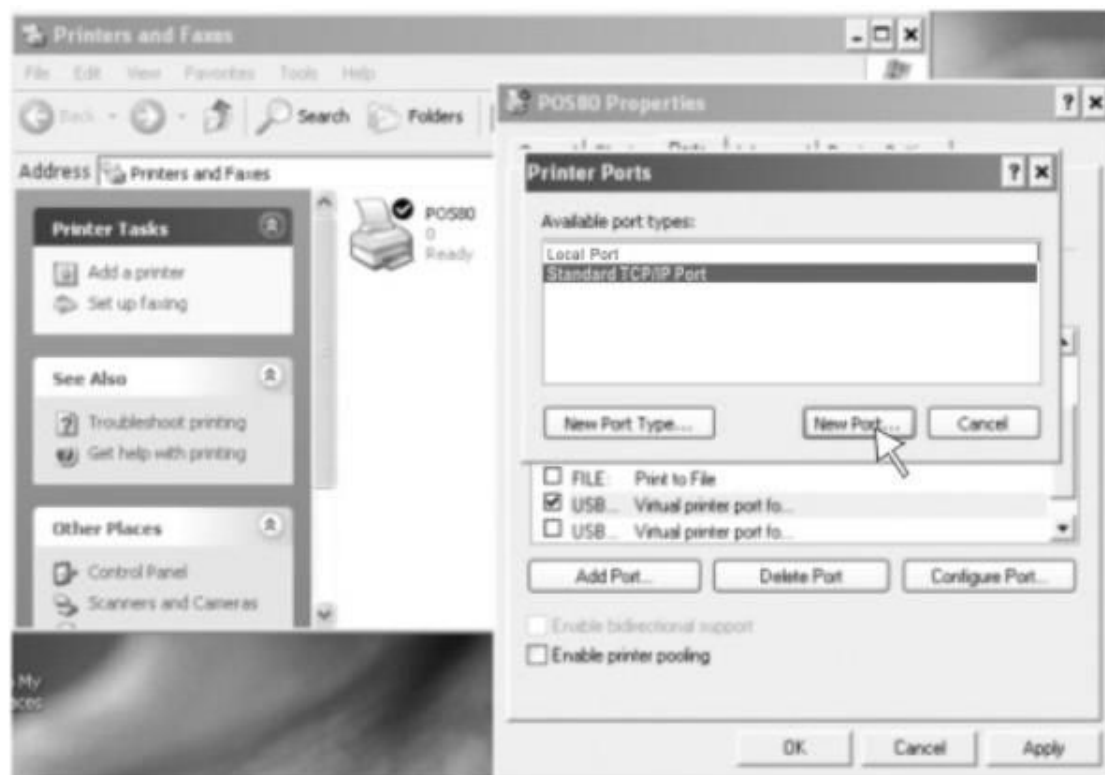 Printers and Faxes
File Edit View Favorites Tools Help
Back Search Folders
Address Printers and Faxes
Printer Tasks
Add a printer
Set up faxing
See Also
Troubleshoot printing
Get help with printing
Other Places
Control Panel
Scanners and Cameras
POS80
0
Ready
POS80 Properties
Printer Ports
Available port types:
Local Port
Standard TCP/IP Port
New Port Type... New Port... Cancel
FILE: Print to File
USB... Virtual printer port fo...
USB... Virtual printer port fo...
Add Port... Delete Port Configure Port...
Enable bidirectional support
Enable printer pooling
OK Cancel Apply
My